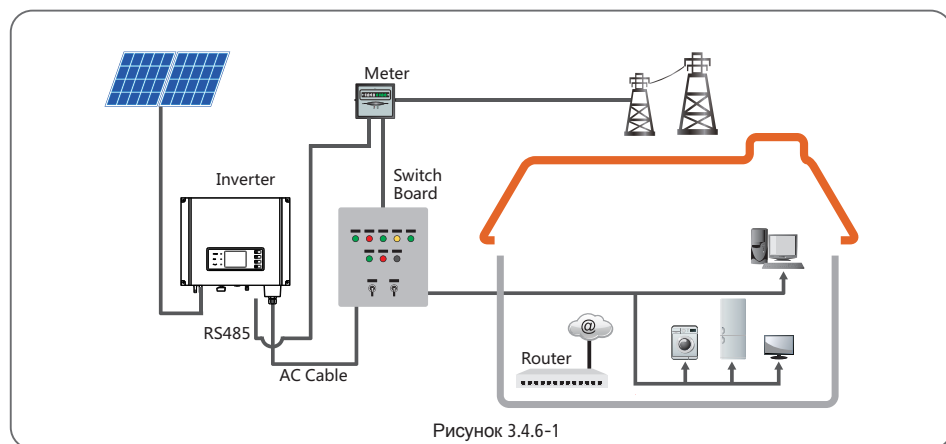 Meter
Inverter
Switch
Board
RS485
AC Cable
@
Router
Рисунок 3.4.6-1